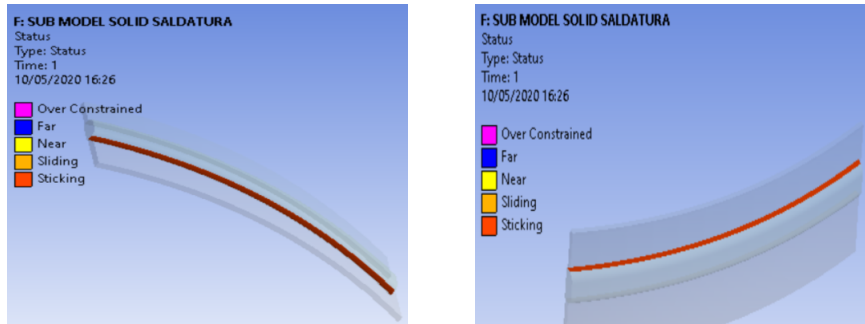 F: SUB MODEL SOLID SALDATURA
Status
Type: Status
Time: 1
10/05/2020 16:26
Over Constrained
Far
Near
Sliding
Sticking
F: SUB MODEL SOLID SALDATURA
Status
Type: Status
Time: 1
10/05/2020 16:26
Over Constrained
Far
Near
Sliding
Sticking